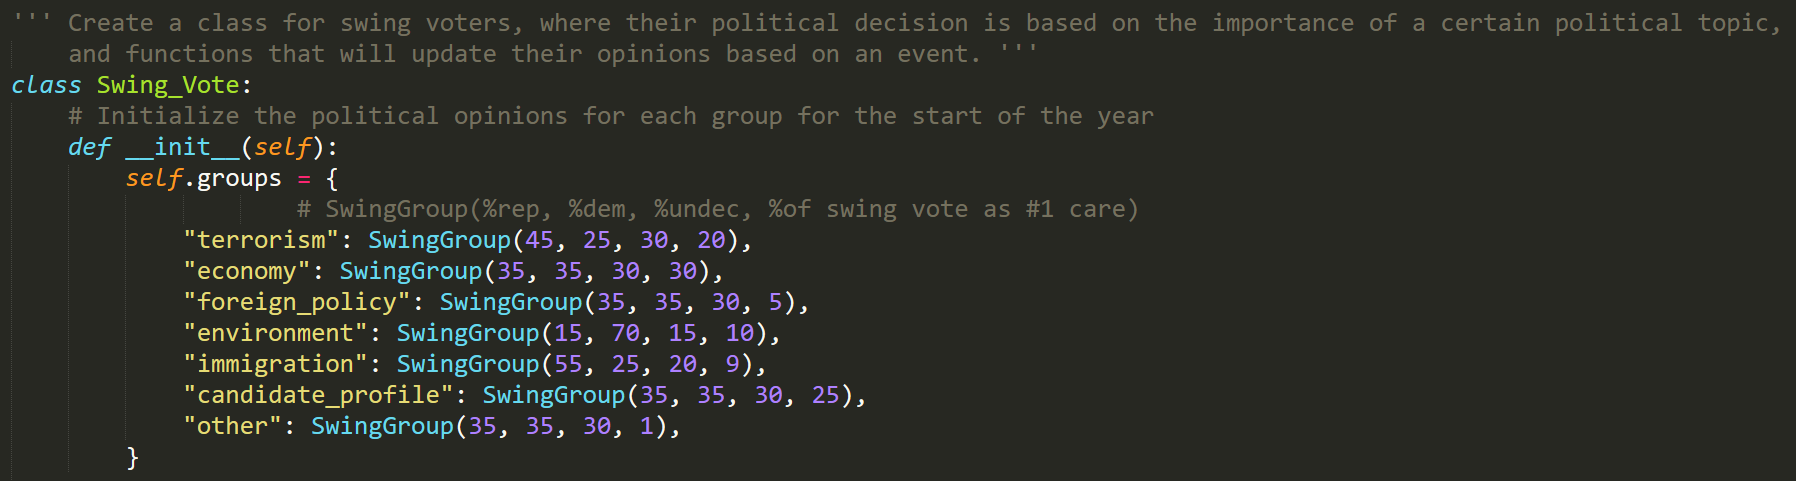 ''' Create a class for swing voters, where their political decision is based on the importance of a certain political topic,
    and functions that will update their opinions based on an event. '''
class Swing_Vote:
    # Initialize the political opinions for each group for the start of the year
    def __init__(self):
        self.groups = {
                    # SwingGroup(%rep, %dem, %undec, %of swing vote as #1 care)
            "terrorism": SwingGroup(45, 25, 30, 20),
            "economy": SwingGroup(35, 35, 30, 30),
            "foreign_policy": SwingGroup(35, 35, 30, 5),
            "environment": SwingGroup(15, 70, 15, 10),
            "immigration": SwingGroup(55, 25, 20, 9),
            "candidate_profile": SwingGroup(35, 35, 30, 25),
            "other": SwingGroup(35, 35, 30, 1),
        }